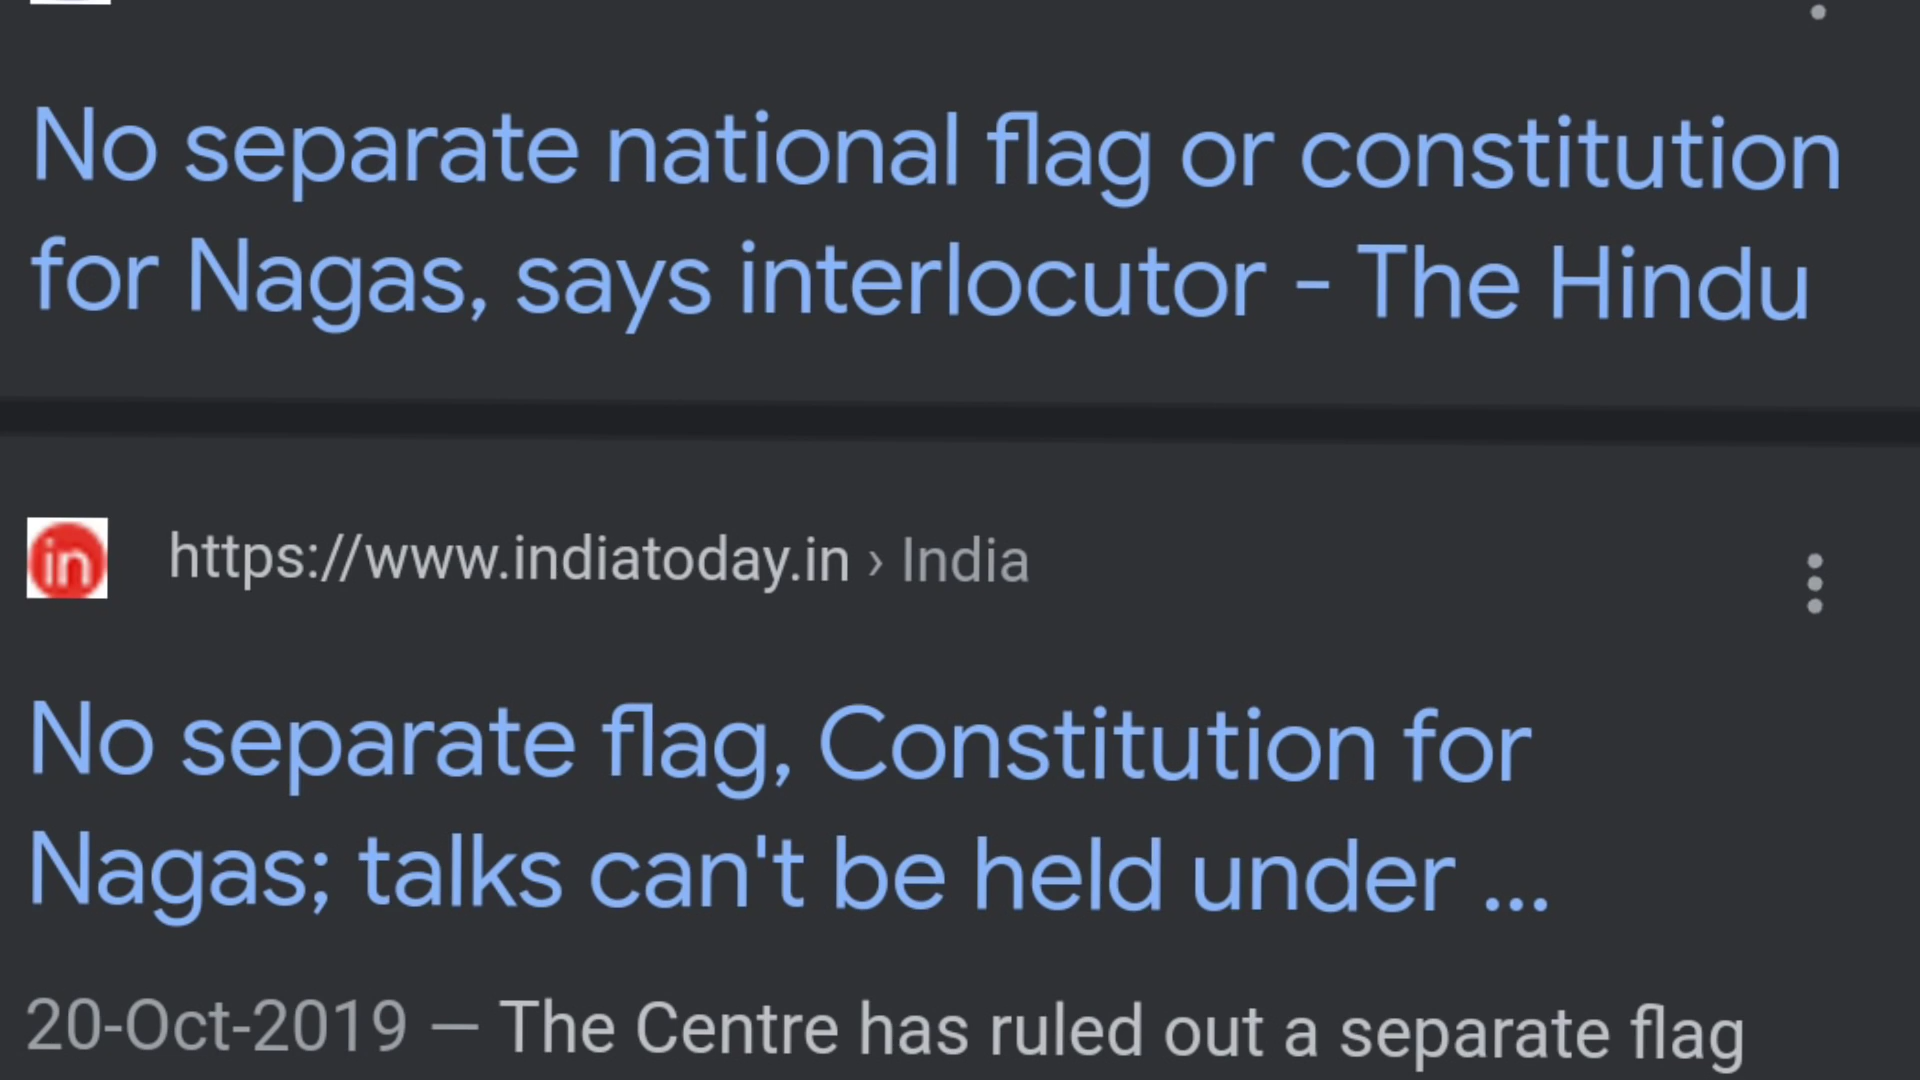 No separate national flag or constitution
for Nagas, says interlocutor - The Hindu
in https://www.indiatoday.in › India
No separate flag, Constitution for
Nagas; talks can't be held under ...
20-Oct-2019 — The Centre has ruled out a separate flag